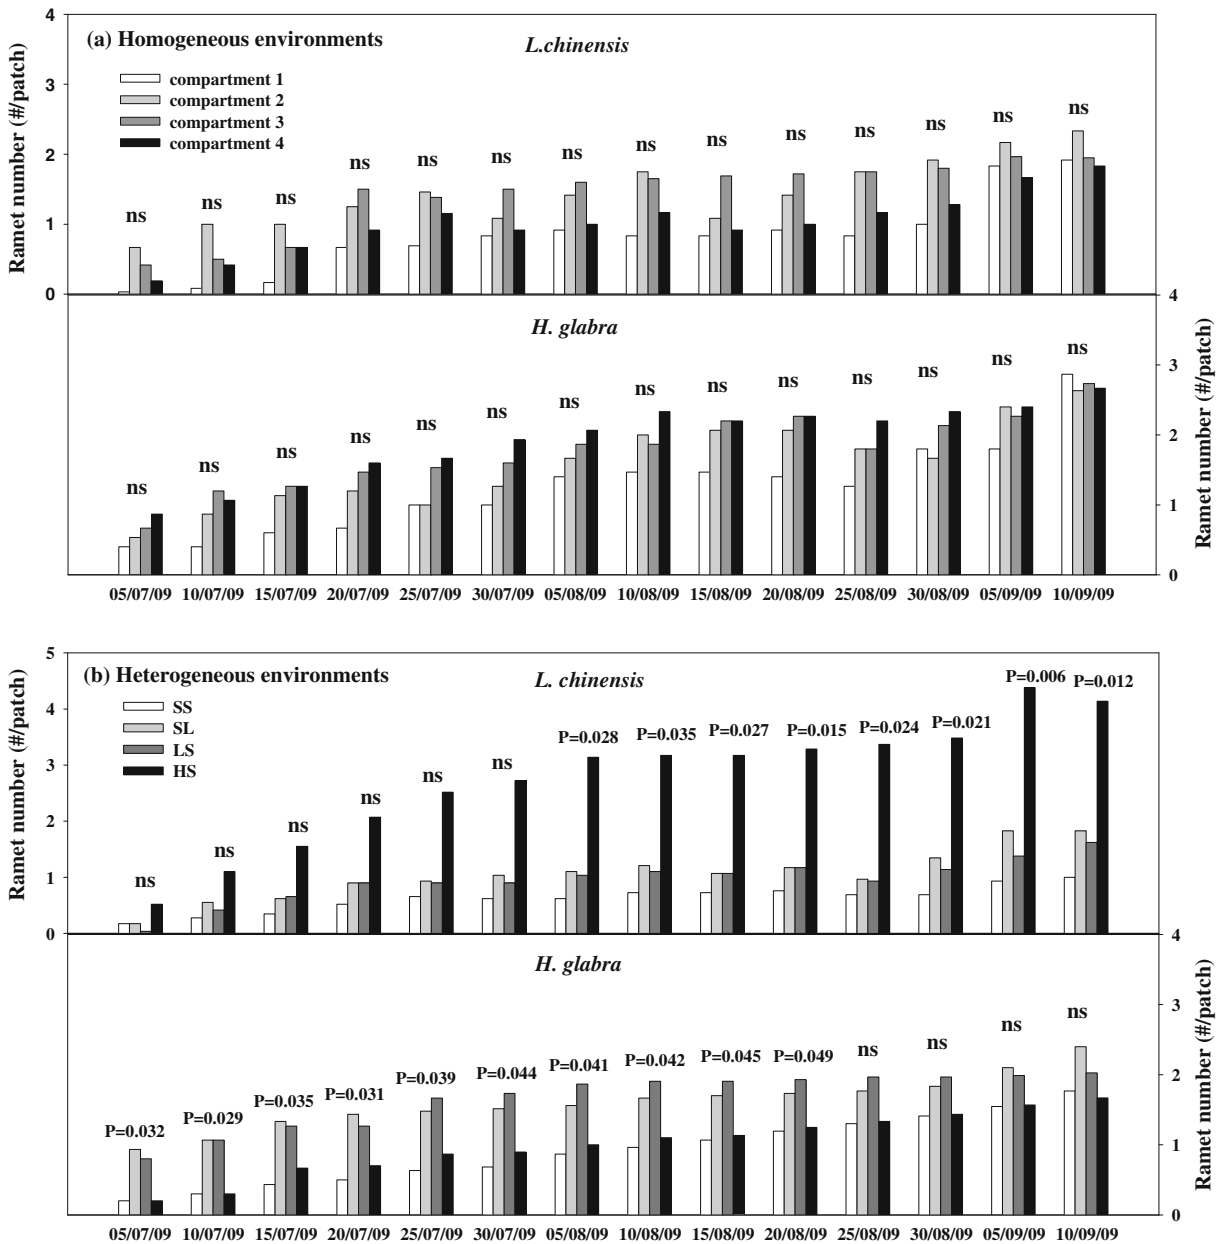 (a) Homogeneous environments
L.chinensis
compartment 1
compartment 2
compartment 3
compartment 4
Ramet number (#/patch)
4
3
2
1
0
ns ns ns ns ns ns ns ns ns ns ns ns ns ns
H. glabra
Ramet number (#/patch)
4
3
2
1
0
ns ns ns ns ns ns ns ns ns ns ns ns ns ns
05/07/09 10/07/09 15/07/09 20/07/09 25/07/09 30/07/09 05/08/09 10/08/09 15/08/09 20/08/09 25/08/09 30/08/09 05/09/09 10/09/09
(b) Heterogeneous environments
L. chinensis
SS
SL
LS
HS
Ramet number (#/patch)
5
4
3
2
1
0
ns ns ns ns ns ns P=0.028 P=0.035 P=0.027 P=0.015 P=0.024 P=0.021 P=0.006 P=0.012
H. glabra
Ramet number (#/patch)
4
3
2
1
0
P=0.032 P=0.029 P=0.035 P=0.031 P=0.039 P=0.044 P=0.041 P=0.042 P=0.045 P=0.049 ns ns ns ns
05/07/09 10/07/09 15/07/09 20/07/09 25/07/09 30/07/09 05/08/09 10/08/09 15/08/09 20/08/09 25/08/09 30/08/09 05/09/09 10/09/09